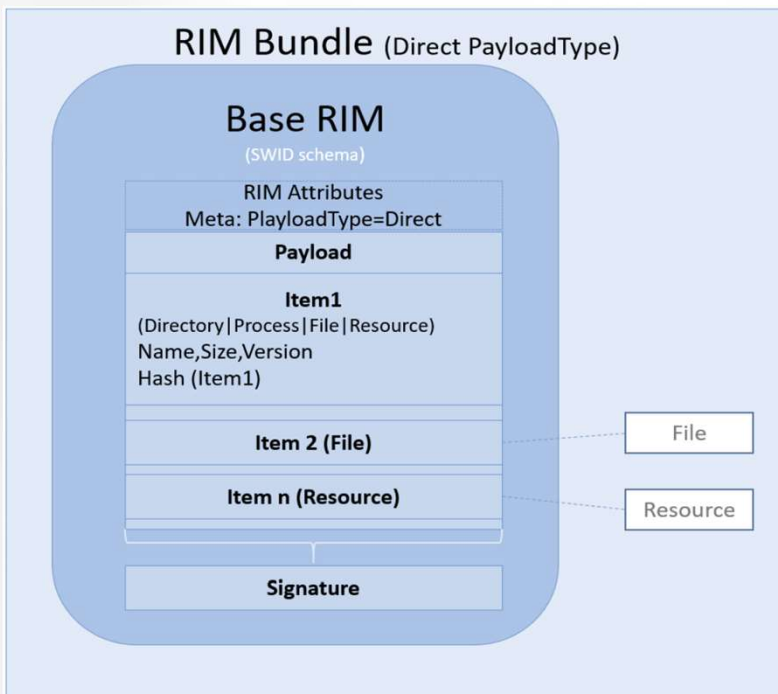 RIM Bundle (Direct PayloadType)
Base RIM
(SWID schema)
RIM Attributes
Meta: PlayloadType=Direct
Payload
Item1
(Directory|Process|File|Resource)
Name,Size,Version
Hash (Item1)
Item 2 (File)
File
Item n (Resource)
Resource
Signature